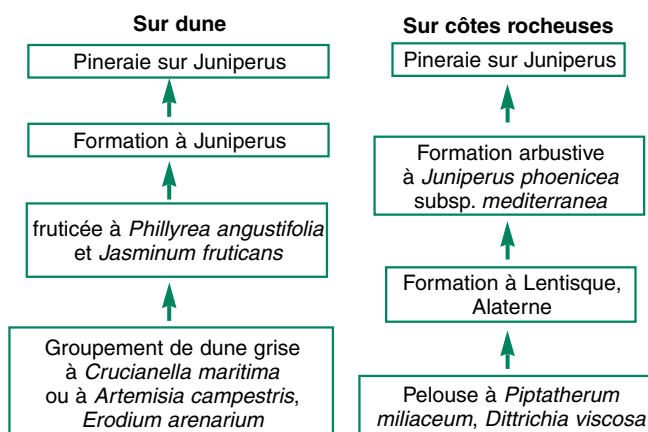 Sur dune
Pineraie sur Juniperus
Formation à Juniperus
fruticée à Phillyrea angustifolia
et Jasminum fruticans
Groupement de dune grise
à Crucianella maritima
ou à Artemisia campestris,
Erodium arenarium
Sur côtes rocheuses
Pineraie sur Juniperus
Formation arbustive
à Juniperus phoenicea
subsp. mediterranea
Formation à Lentisque,
Alaterne
Pelouse à Piptatherum
miliaceum, Dittrichia viscosa